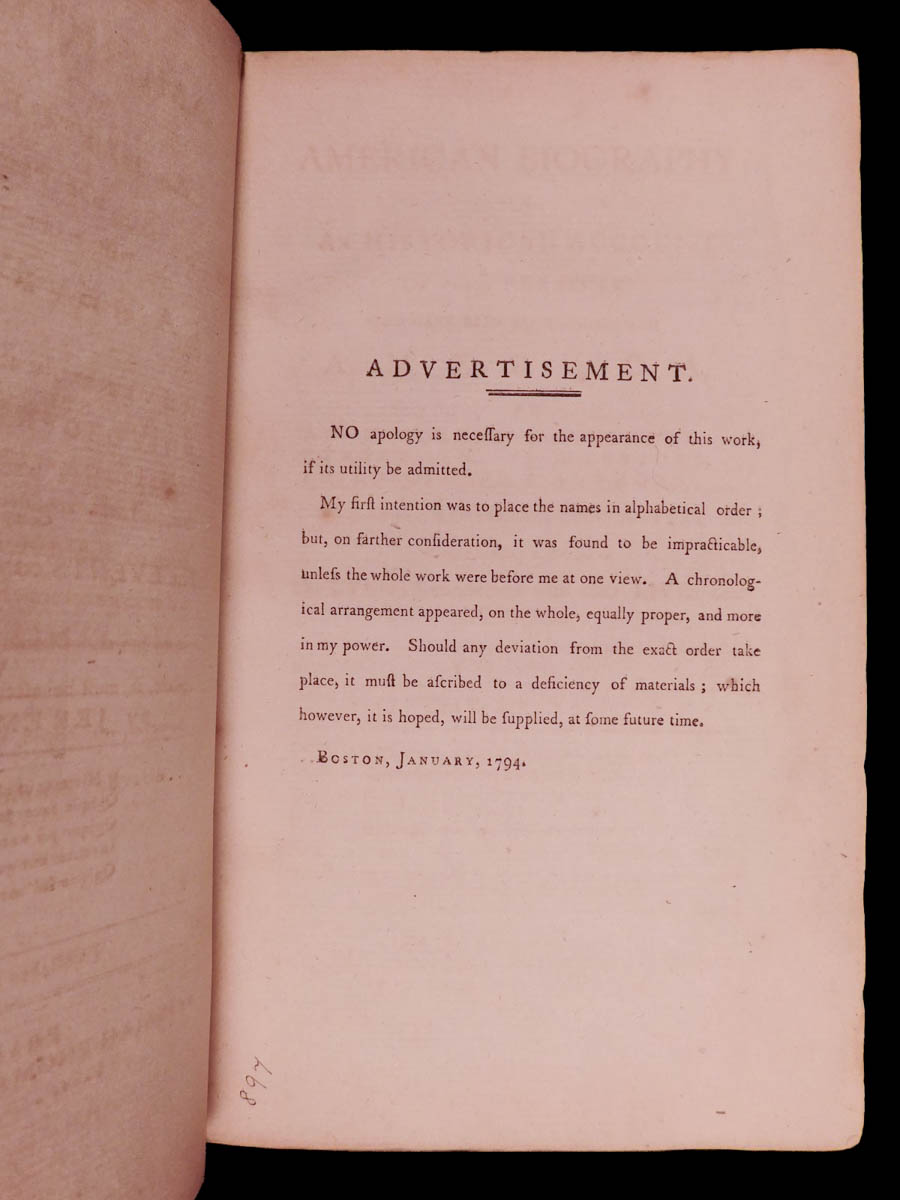 ADVERTISEMENT.
NO apology is neceſſary for the appearance of this work,
if its utility be admitted.
My firſt intention was to place the names in alphabetical order ;
but, on farther conſideration, it was found to be impracticable,
unleſs the whole work were before me at one view. A chronolog-
ical arrangement appeared, on the whole, equally proper, and more
in my power. Should any deviation from the exact order take
place, it muſt be aſcribed to a deficiency of materials ; which
however, it is hoped, will be ſupplied, at ſome future time.
BOSTON, JANUARY, 1794.
897